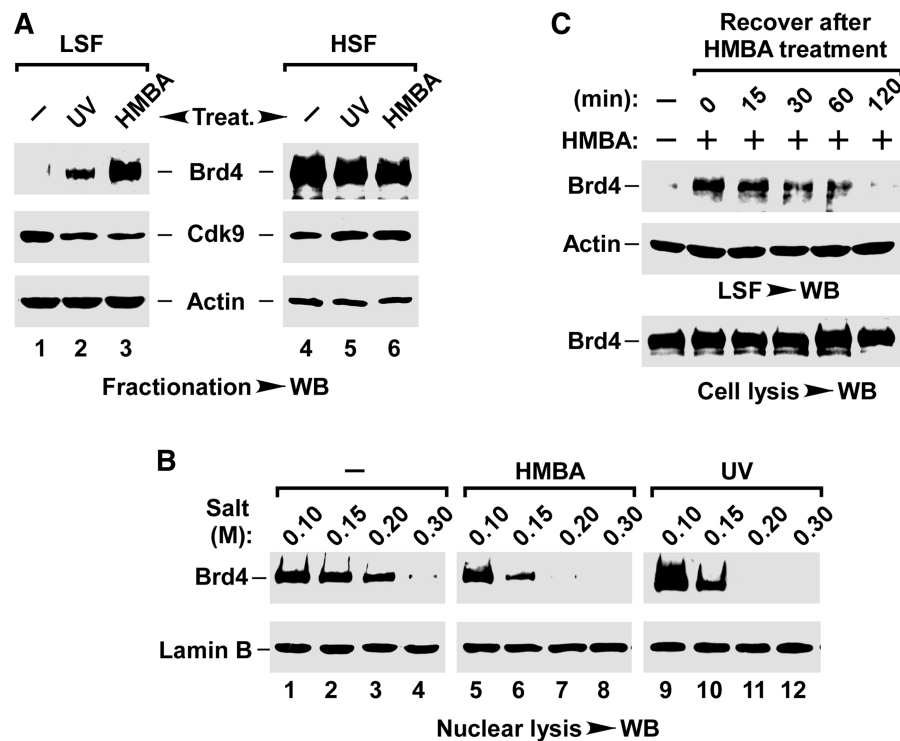 A
LSF HSF
— UV HMBA ◄ Treat. ► — UV HMBA
— Brd4 —
— Cdk9 —
— Actin —
1 2 3 4 5 6
Fractionation ➤ WB
C
Recover after
HMBA treatment
(min): — 0 15 30 60 120
HMBA: — + + + + +
Brd4 —
Actin —
LSF ➤ WB
Brd4 —
Cell lysis ➤ WB
B
— HMBA UV
Salt
(M): 0.10 0.15 0.20 0.30 0.10 0.15 0.20 0.30 0.10 0.15 0.20 0.30
Brd4 —
Lamin B —
1 2 3 4 5 6 7 8 9 10 11 12
Nuclear lysis ➤ WB